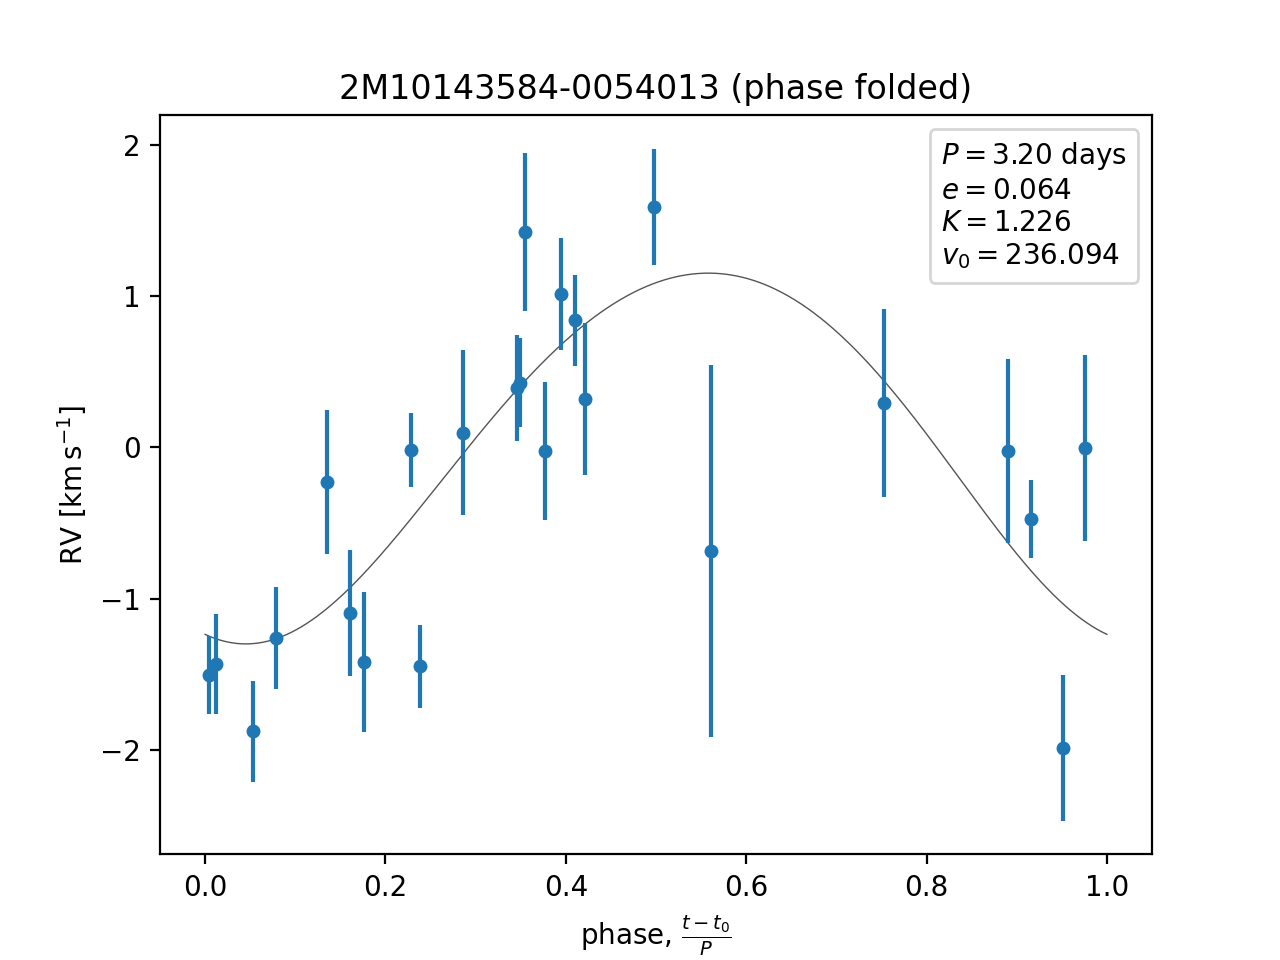 2M10143584-0054013 (phase folded)
P = 3.20 days
e = 0.064
K = 1.226
v₀ = 236.094
2
1
0
−1
−2
RV [km s⁻¹]
0.0 0.2 0.4 0.6 0.8 1.0
phase, (t − t₀)/P